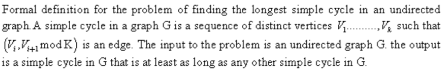 Formal definition for the problem of finding the longest simple cycle in an undirected
graph.A simple cycle in a graph G is a sequence of distinct vertices V₁..........,Vₖ such that
(Vᵢ,Vᵢ₊₁mod K) is an edge. The input to the problem is an undirected graph G. the output
is a simple cycle in G that is at least as long as any other simple cycle in G.